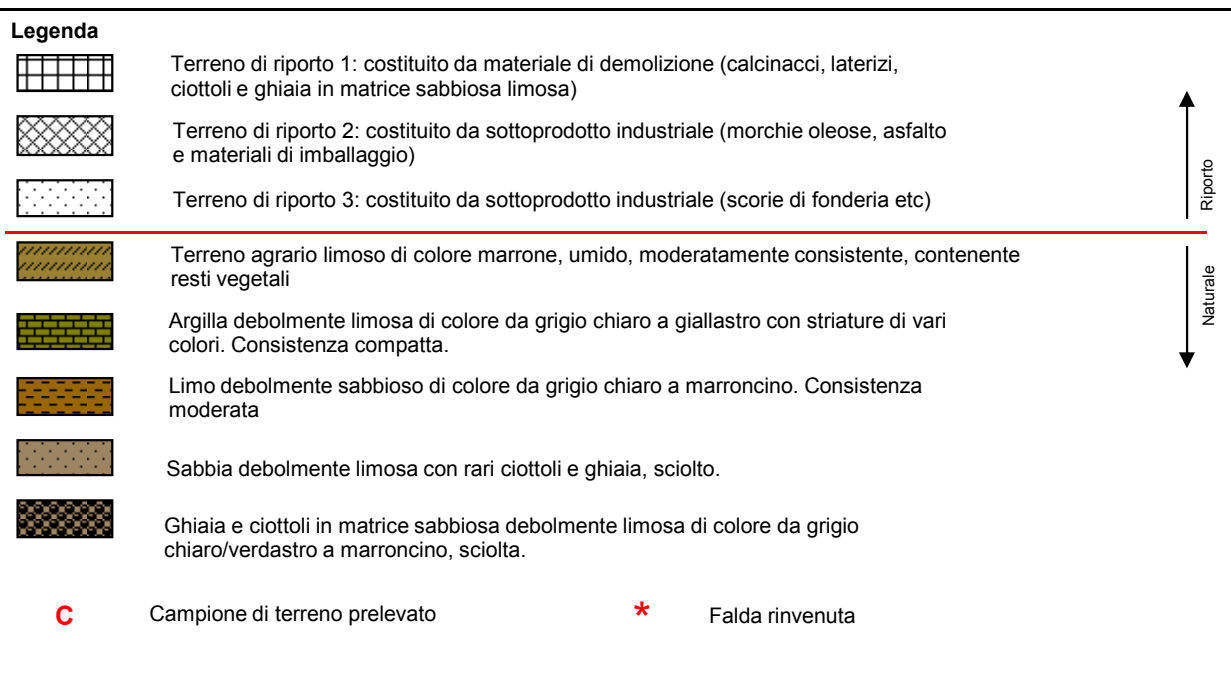 Legenda
Terreno di riporto 1: costituito da materiale di demolizione (calcinacci, laterizi,
ciottoli e ghiaia in matrice sabbiosa limosa)
Terreno di riporto 2: costituito da sottoprodotto industriale (morchie oleose, asfalto
e materiali di imballaggio)
Terreno di riporto 3: costituito da sottoprodotto industriale (scorie di fonderia etc)
Riporto
Terreno agrario limoso di colore marrone, umido, moderatamente consistente, contenente
resti vegetali
Naturale
Argilla debolmente limosa di colore da grigio chiaro a giallastro con striature di vari
colori. Consistenza compatta.
Limo debolmente sabbioso di colore da grigio chiaro a marroncino. Consistenza
moderata
Sabbia debolmente limosa con rari ciottoli e ghiaia, sciolto.
Ghiaia e ciottoli in matrice sabbiosa debolmente limosa di colore da grigio
chiaro/verdastro a marroncino, sciolta.
C Campione di terreno prelevato * Falda rinvenuta